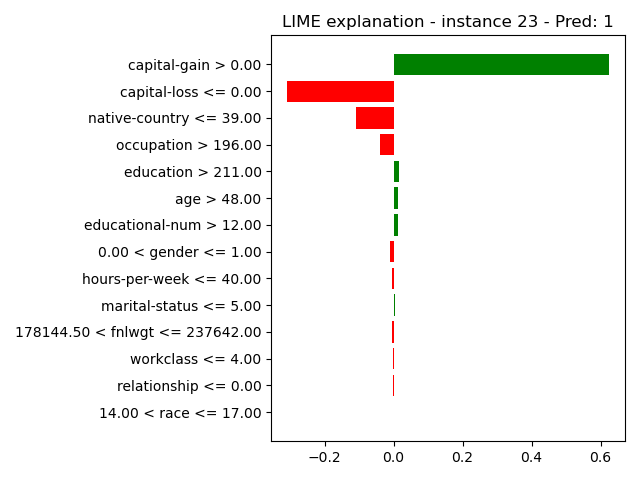 LIME explanation - instance 23 - Pred: 1
capital-gain > 0.00
capital-loss <= 0.00
native-country <= 39.00
occupation > 196.00
education > 211.00
age > 48.00
educational-num > 12.00
0.00 < gender <= 1.00
hours-per-week <= 40.00
marital-status <= 5.00
178144.50 < fnlwgt <= 237642.00
workclass <= 4.00
relationship <= 0.00
14.00 < race <= 17.00
−0.2 0.0 0.2 0.4 0.6